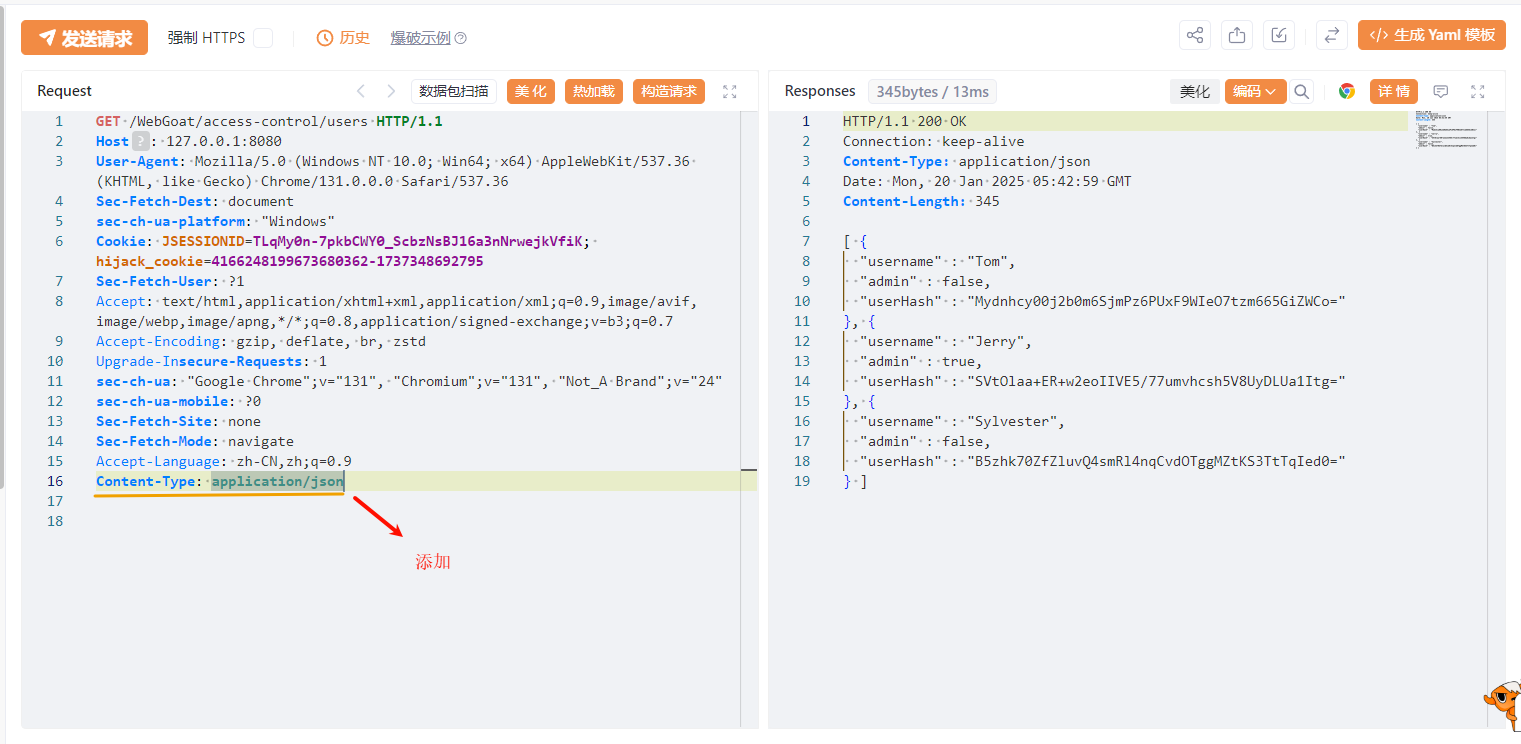 发送请求 强制 HTTPS 历史 爆破示例 </> 生成 Yaml 模板
Request 数据包扫描 美 化 热加载 构造请求
1 GET /WebGoat/access-control/users HTTP/1.1
2 Host ? : 127.0.0.1:8080
3 User-Agent: Mozilla/5.0 (Windows NT 10.0; Win64; x64) AppleWebKit/537.36
(KHTML, like Gecko) Chrome/131.0.0.0 Safari/537.36
4 Sec-Fetch-Dest: document
5 sec-ch-ua-platform: "Windows"
6 Cookie: JSESSIONID=TLqMy0n-7pkbCWY0_ScbzNsBJ16a3nNrwejkVfiK;
hijack_cookie=4166248199673680362-1737348692795
7 Sec-Fetch-User: ?1
8 Accept: text/html,application/xhtml+xml,application/xml;q=0.9,image/avif,
image/webp,image/apng,*/*;q=0.8,application/signed-exchange;v=b3;q=0.7
9 Accept-Encoding: gzip, deflate, br, zstd
10 Upgrade-Insecure-Requests: 1
11 sec-ch-ua: "Google Chrome";v="131", "Chromium";v="131", "Not_A Brand";v="24"
12 sec-ch-ua-mobile: ?0
13 Sec-Fetch-Site: none
14 Sec-Fetch-Mode: navigate
15 Accept-Language: zh-CN,zh;q=0.9
16 Content-Type: application/json
17
18
添加
Responses 345bytes / 13ms 美化 编码 详 情
1 HTTP/1.1 200 OK
2 Connection: keep-alive
3 Content-Type: application/json
4 Date: Mon, 20 Jan 2025 05:42:59 GMT
5 Content-Length: 345
6
7 [ {
8 "username" : "Tom",
9 "admin" : false,
10 "userHash" : "Mydnhcy00j2b0m6SjmPz6PUxF9WIeO7tzm665GiZWCo="
11 }, {
12 "username" : "Jerry",
13 "admin" : true,
14 "userHash" : "SVtOlaa+ER+w2eoIIVE5/77umvhcsh5V8UyDLUa1Itg="
15 }, {
16 "username" : "Sylvester",
17 "admin" : false,
18 "userHash" : "B5zhk70ZfZluvQ4smRl4nqCvdOTggMZtKS3TtTqIed0="
19 } ]